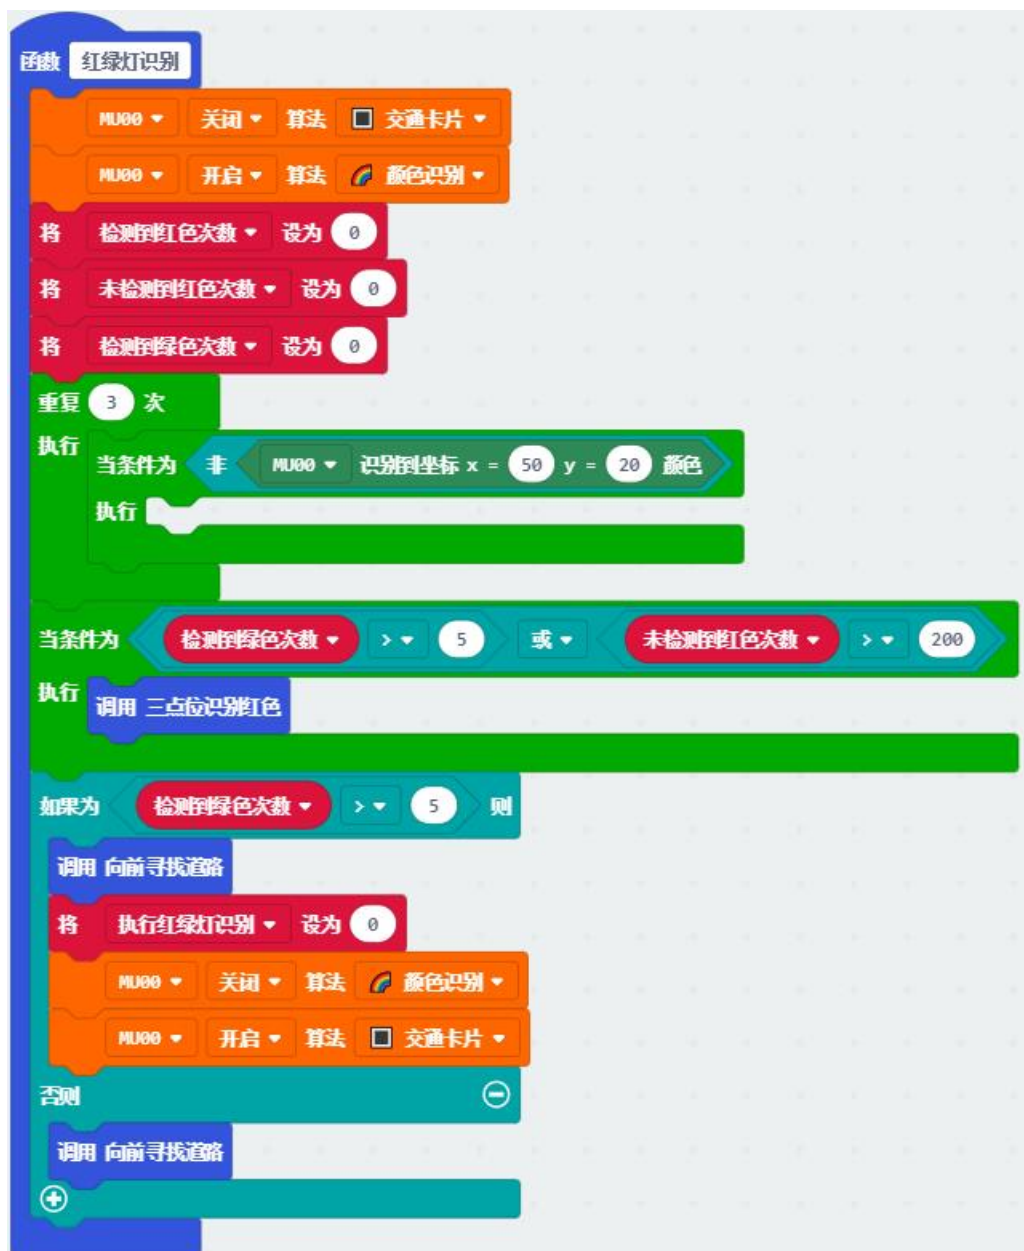 函数 红绿灯识别
MU00 关闭 算法 交通卡片
MU00 开启 算法 颜色识别
将 检测到红色次数 设为 0
将 未检测到红色次数 设为 0
将 检测到绿色次数 设为 0
重复 3 次
执行
当条件为 非 MU00 识别到坐标 x = 50 y = 20 颜色
执行
当条件为 检测到绿色次数 > 5 或 未检测到红色次数 > 200
执行 调用 三点位识别红色
如果为 检测到绿色次数 > 5 则
调用 向前寻找道路
将 执行红绿灯识别 设为 0
MU00 关闭 算法 颜色识别
MU00 开启 算法 交通卡片
否则
调用 向前寻找道路